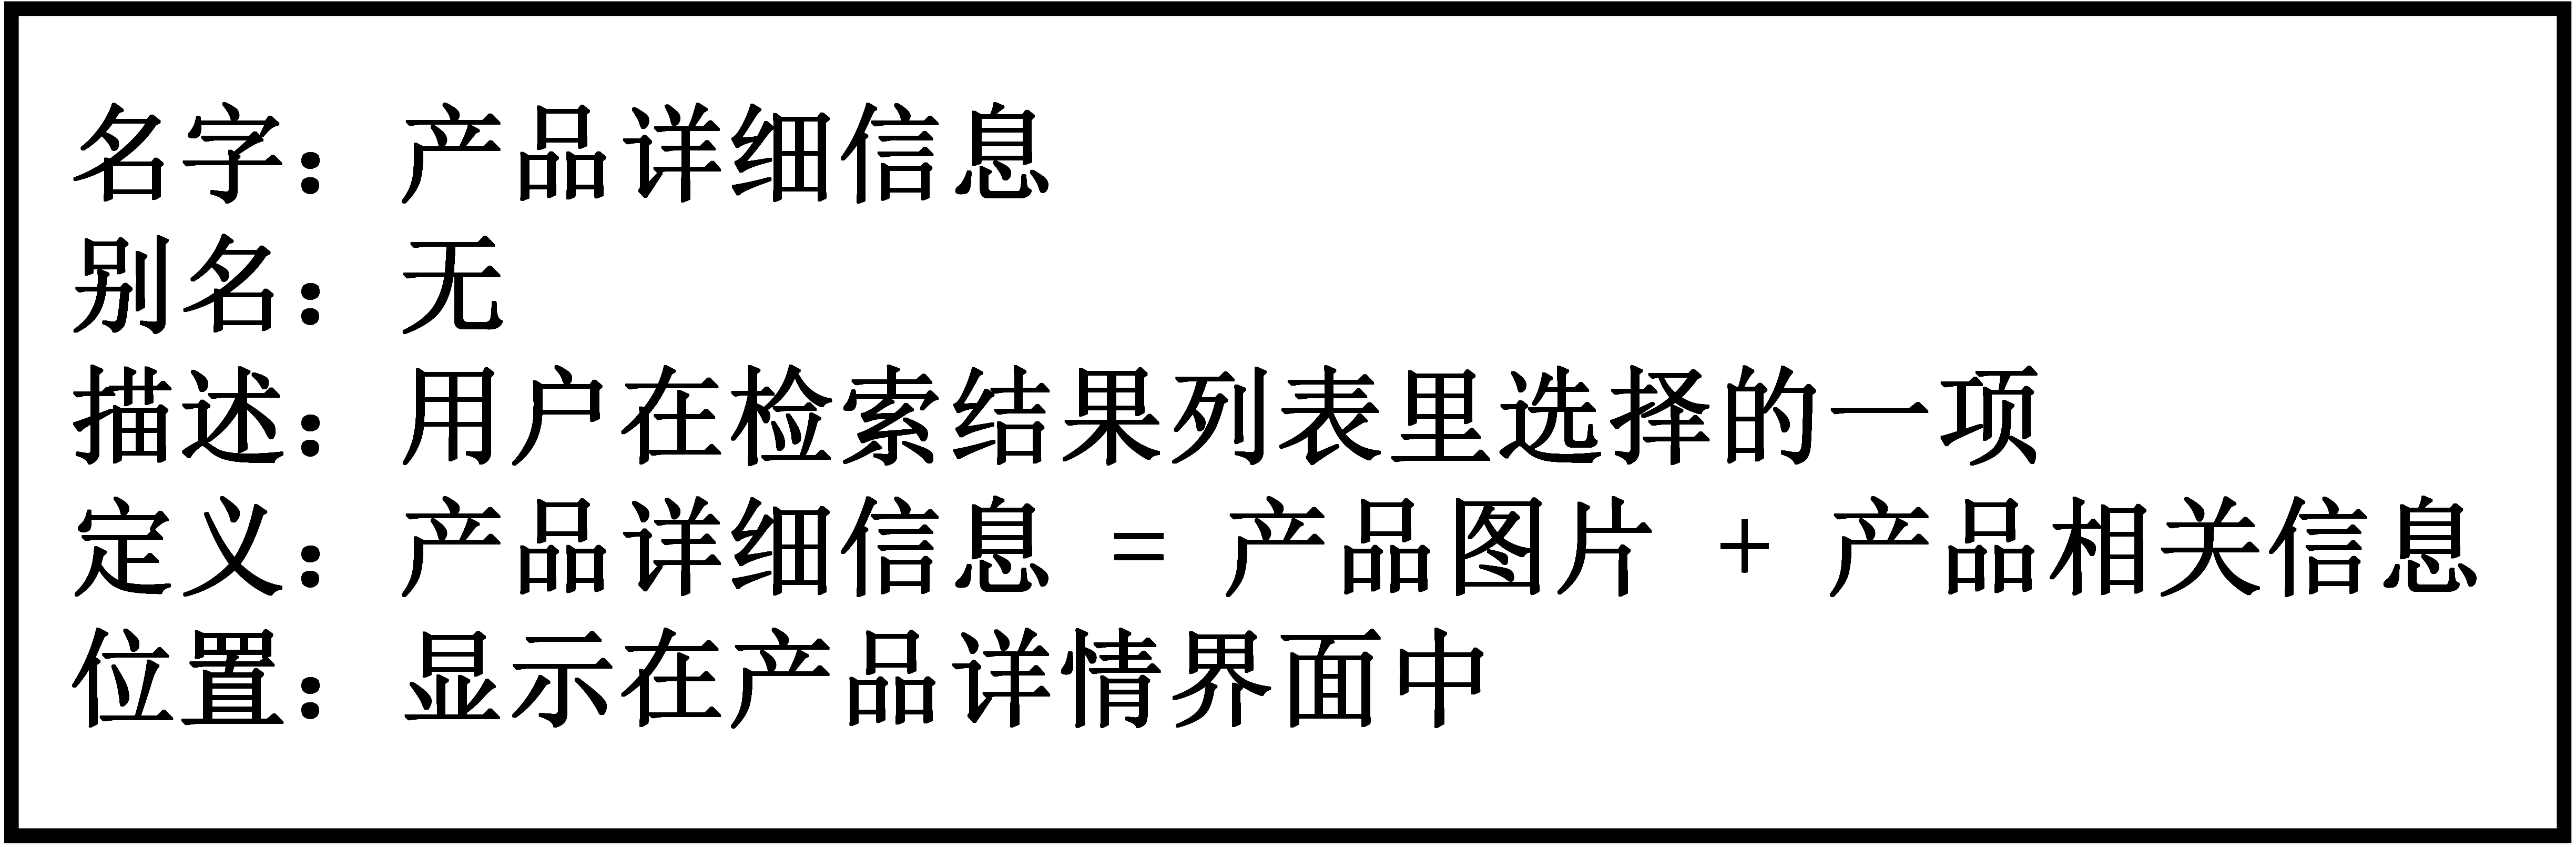 名字：产品详细信息
别名：无
描述：用户在检索结果列表里选择的一项
定义：产品详细信息 = 产品图片 + 产品相关信息
位置：显示在产品详情界面中